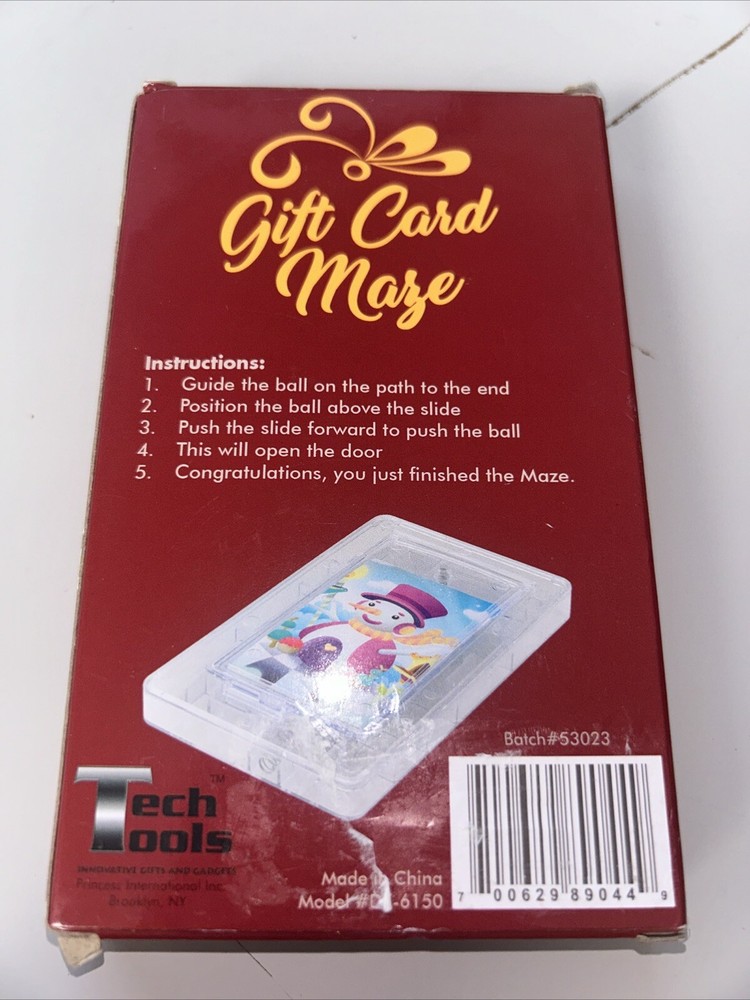 Gift Card
Maze
Instructions:
1. Guide the ball on the path to the end
2. Position the ball above the slide
3. Push the slide forward to push the ball
4. This will open the door
5. Congratulations, you just finished the Maze.
Batch#53023
Tech™
Tools
INNOVATIVE GIFTS AND GADGETS
Princess International Inc.
Brooklyn, NY
Made in China
Model #D -6150
7 00629 89044 9